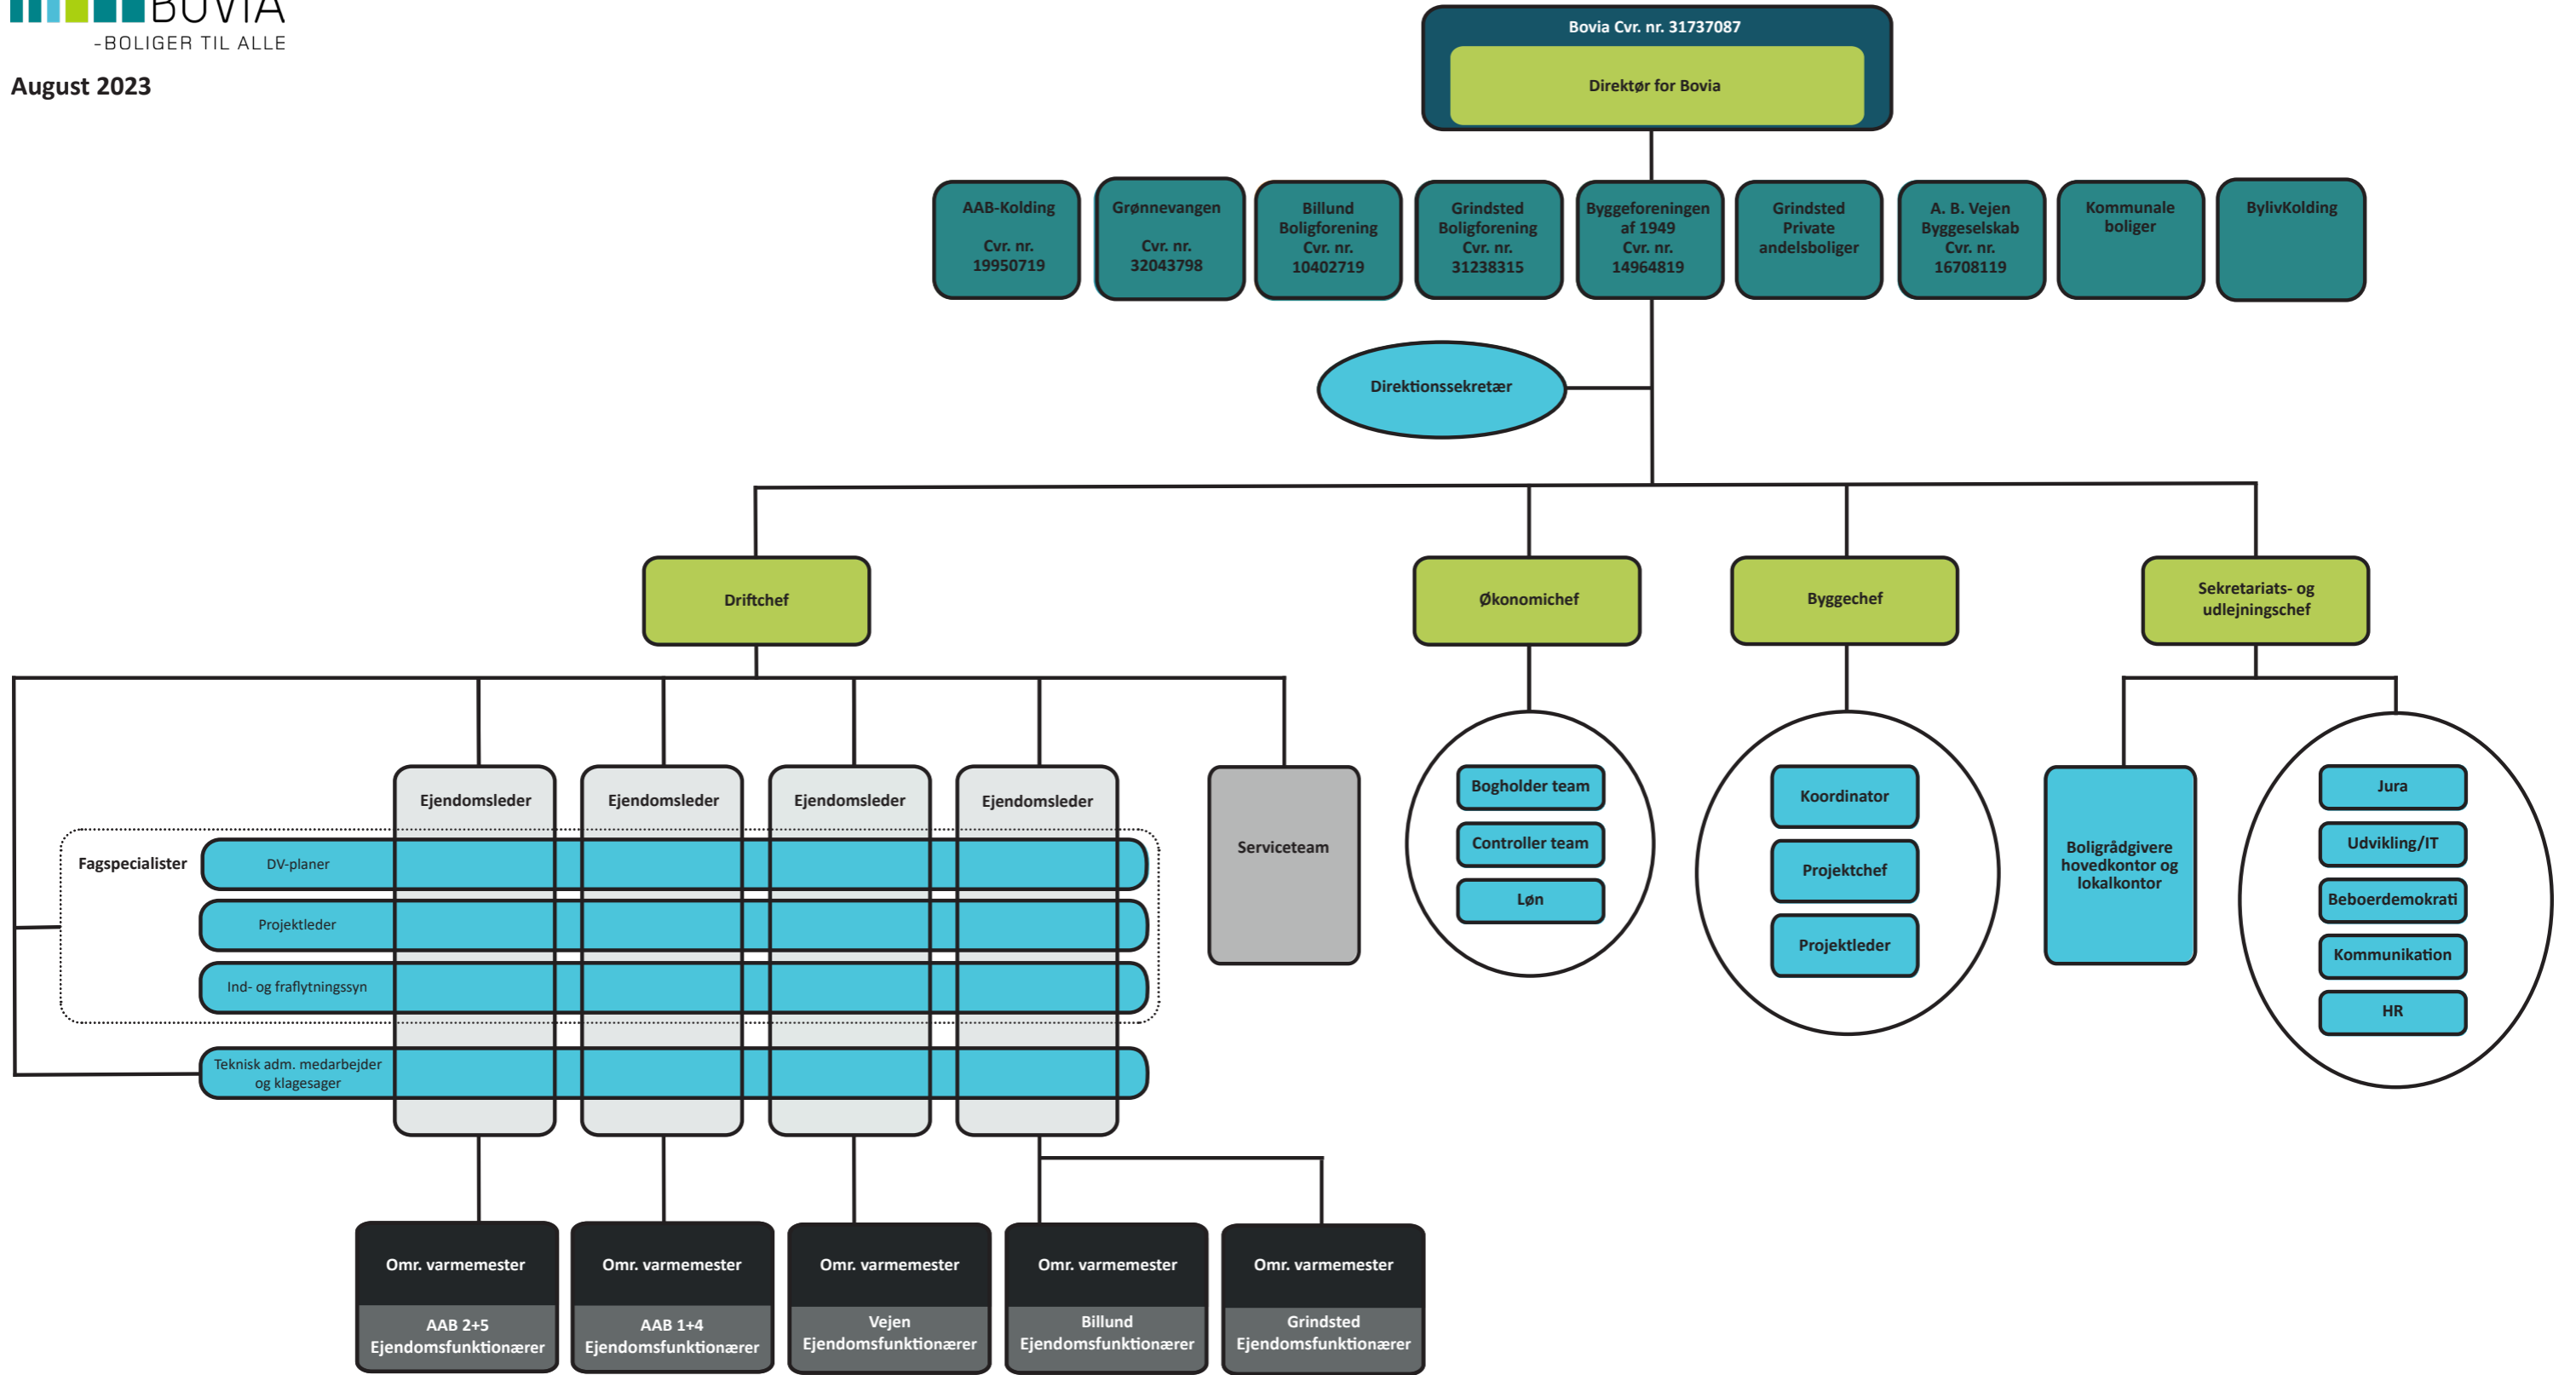 BOVIA
-BOLIGER TIL ALLE
August 2023
Bovia Cvr. nr. 31737087
Direktør for Bovia
AAB-Kolding
Cvr. nr.
19950719
Grønnevangen
Cvr. nr.
32043798
Billund
Boligforening
Cvr. nr.
10402719
Grindsted
Boligforening
Cvr. nr.
31238315
Byggeforeningen
af 1949
Cvr. nr.
14964819
Grindsted
Private
andelsboliger
A. B. Vejen
Byggeselskab
Cvr. nr.
16708119
Kommunale
boliger
BylivKolding
Direktionssekretær
Driftchef
Økonomichef
Byggechef
Sekretariats- og
udlejningschef
Ejendomsleder
Ejendomsleder
Ejendomsleder
Ejendomsleder
Fagspecialister
DV-planer
Projektleder
Ind- og fraflytningssyn
Teknisk adm. medarbejder
og klagesager
Serviceteam
Bogholder team
Controller team
Løn
Koordinator
Projektchef
Projektleder
Boligrådgivere
hovedkontor og
lokalkontor
Jura
Udvikling/IT
Beboerdemokrati
Kommunikation
HR
Omr. varmemester
AAB 2+5
Ejendomsfunktionærer
Omr. varmemester
AAB 1+4
Ejendomsfunktionærer
Omr. varmemester
Vejen
Ejendomsfunktionærer
Omr. varmemester
Billund
Ejendomsfunktionærer
Omr. varmemester
Grindsted
Ejendomsfunktionærer